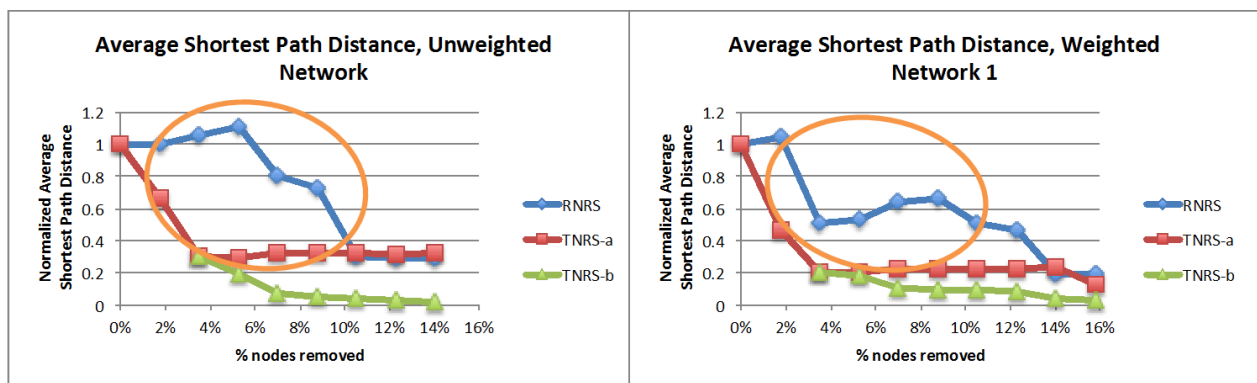 Average Shortest Path Distance, Unweighted
Network
Normalized Average
Shortest Path Distance
1.2
1
0.8
0.6
0.4
0.2
0
0%
2%
4%
6%
8%
10%
12%
14%
16%
% nodes removed
RNRS
TNRS-a
TNRS-b
Average Shortest Path Distance, Weighted
Network 1
Normalized Average
Shortest Path Distance
1.2
1
0.8
0.6
0.4
0.2
0
0%
2%
4%
6%
8%
10%
12%
14%
16%
% nodes removed
RNRS
TNRS-a
TNRS-b